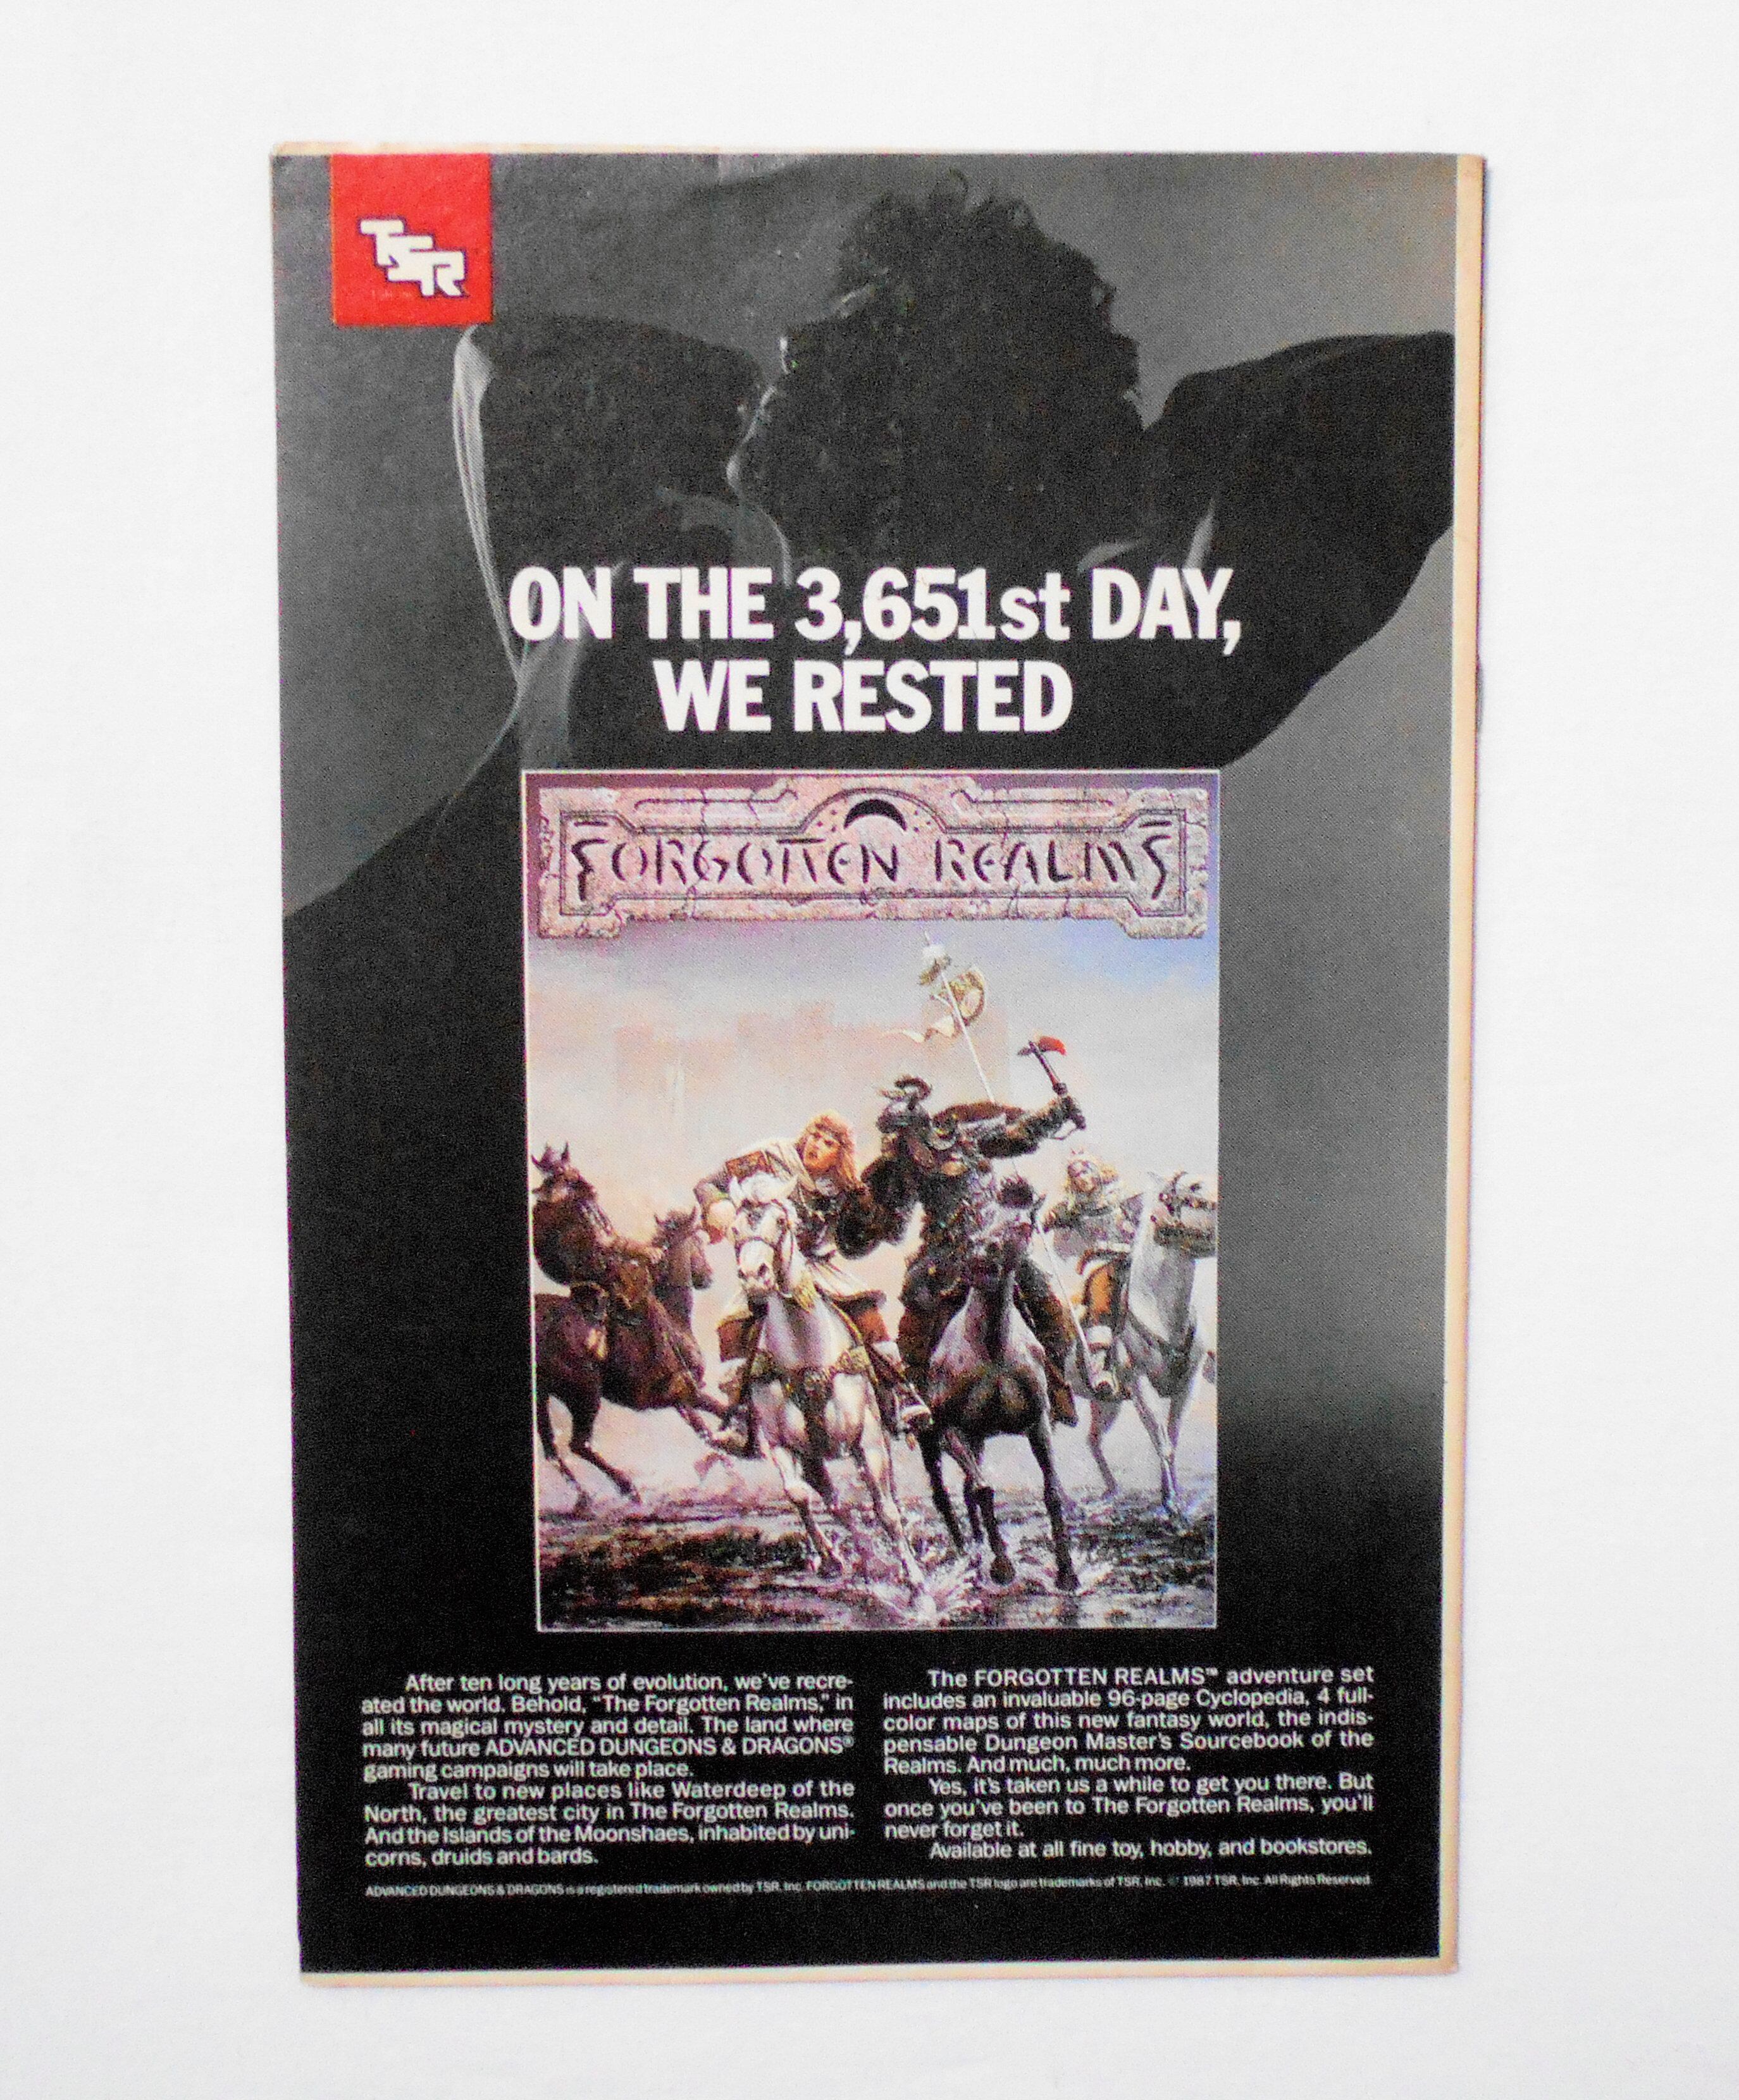 TSR
ON THE 3,651st DAY,
WE RESTED
FORGOTTEN REALMS
After ten long years of evolution, we've recre-
ated the world. Behold, "The Forgotten Realms," in
all its magical mystery and detail. The land where
many future ADVANCED DUNGEONS & DRAGONS®
gaming campaigns will take place.
Travel to new places like Waterdeep of the
North, the greatest city in The Forgotten Realms.
And the Islands of the Moonshaes, inhabited by uni-
corns, druids and bards.
The FORGOTTEN REALMS™ adventure set
includes an invaluable 96-page Cyclopedia, 4 full-
color maps of this new fantasy world, the indis-
pensable Dungeon Master's Sourcebook of the
Realms. And much, much more.
Yes, it's taken us a while to get you there. But
once you've been to The Forgotten Realms, you'll
never forget it.
Available at all fine toy, hobby, and bookstores.
ADVANCED DUNGEONS & DRAGONS is a registered trademark owned by TSR, Inc. FORGOTTEN REALMS and the TSR logo are trademarks of TSR, Inc. © 1987 TSR, Inc. All Rights Reserved.